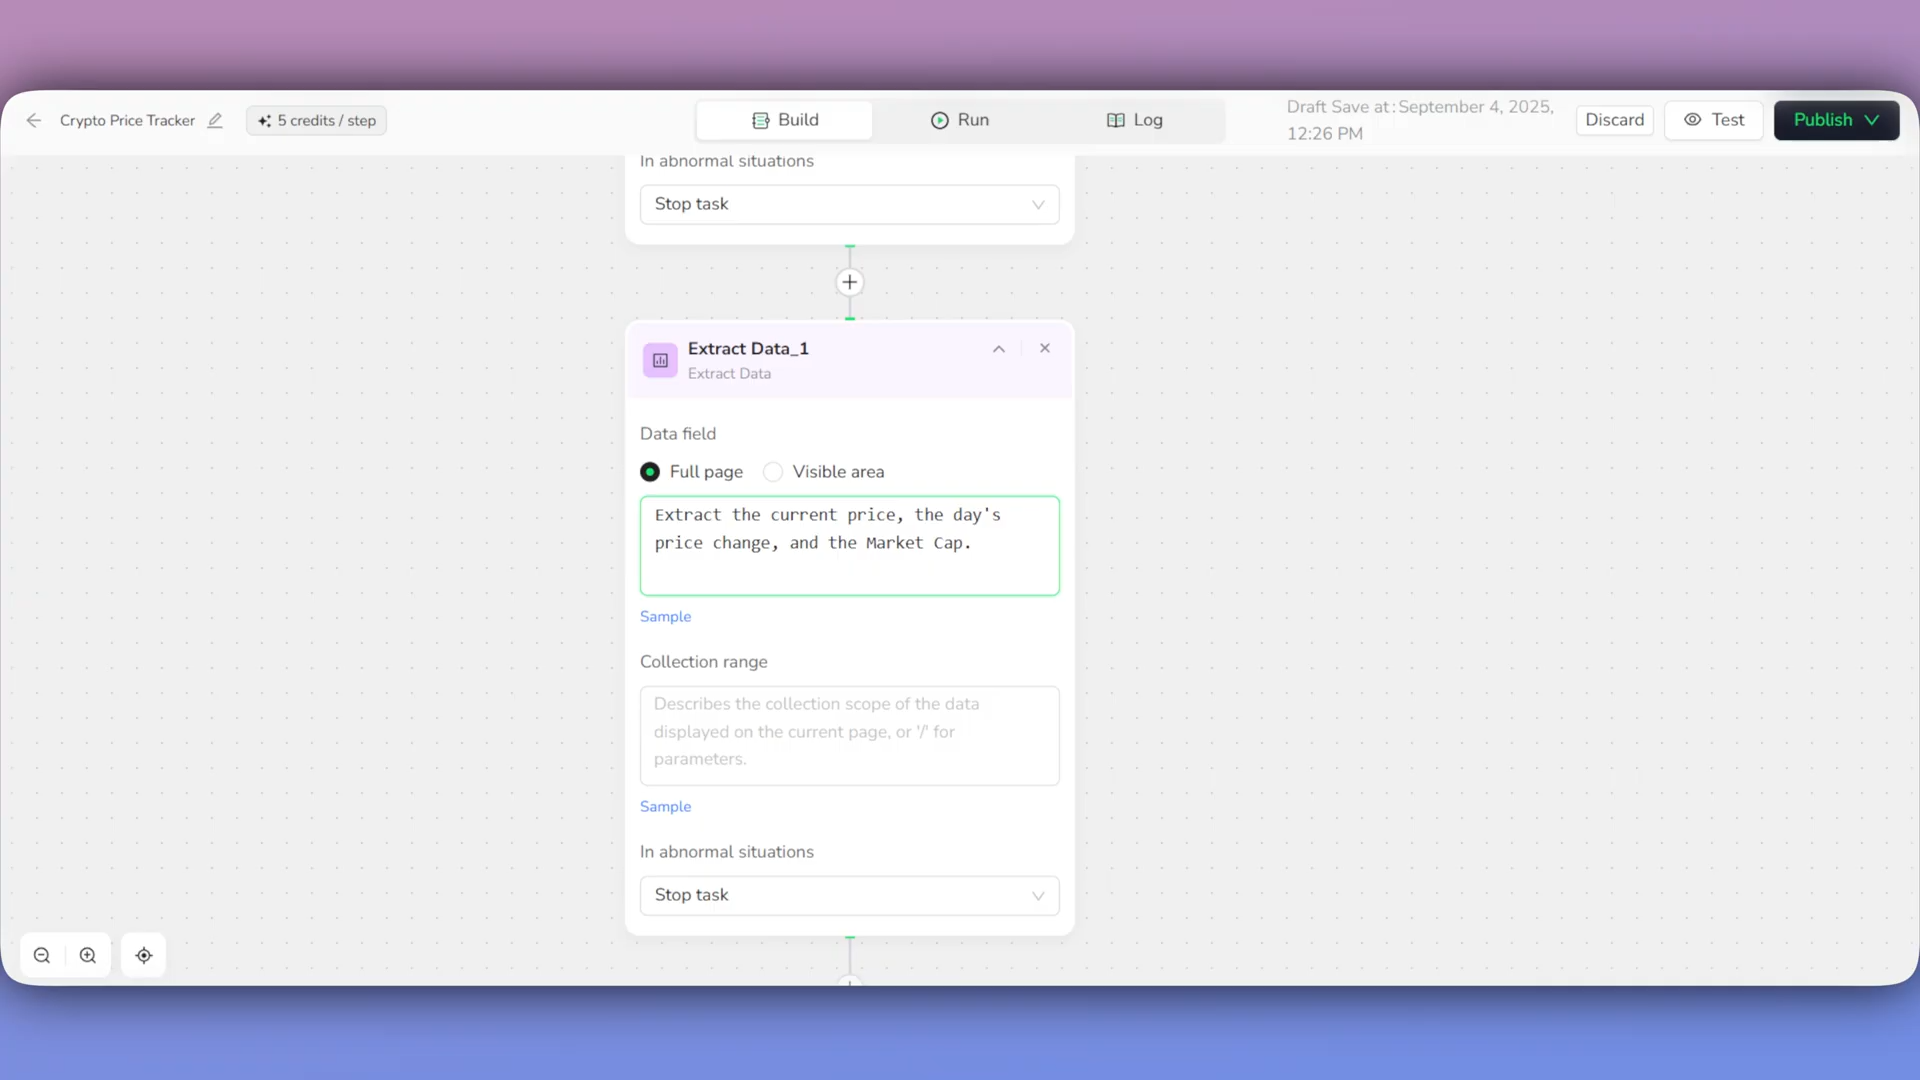 Crypto Price Tracker
5 credits / step
Build
Run
Log
Draft Save at : September 4, 2025,
12:26 PM
Discard
Test
Publish
In abnormal situations
Stop task
Extract Data_1
Extract Data
Data field
Full page
Visible area
Extract the current price, the day's
price change, and the Market Cap.
Sample
Collection range
Describes the collection scope of the data
displayed on the current page, or '/' for
parameters.
Sample
In abnormal situations
Stop task